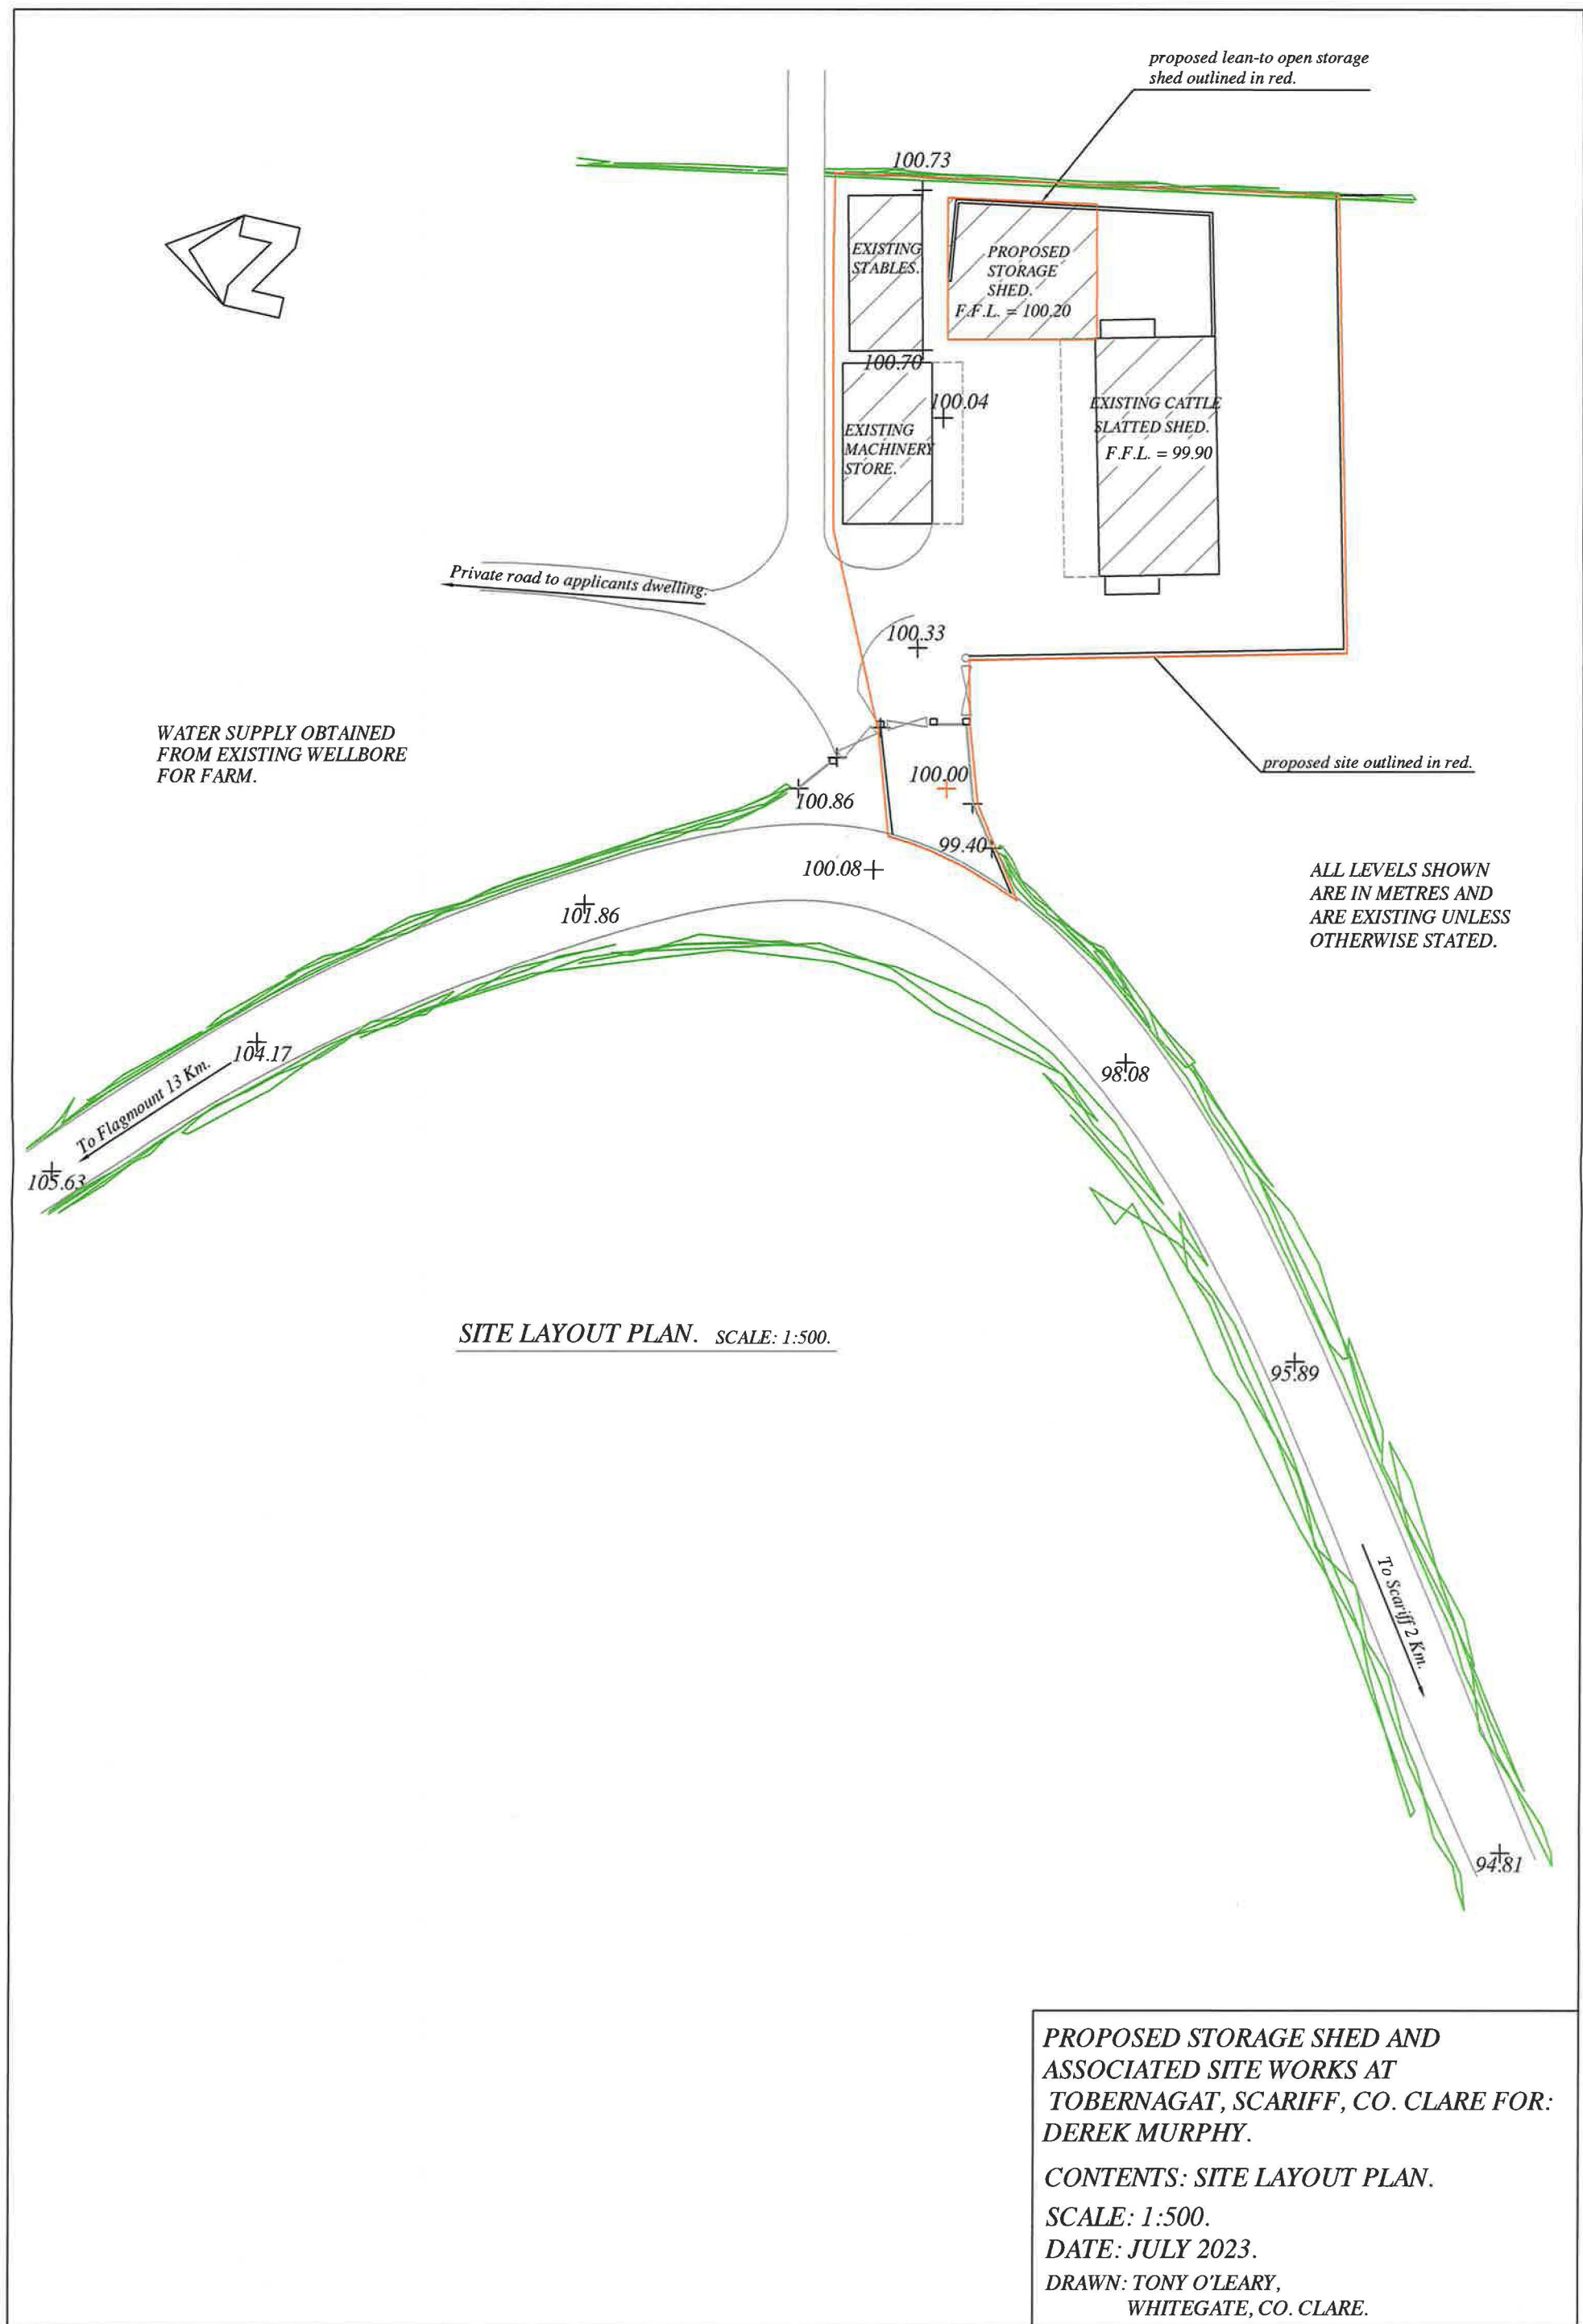 proposed lean-to open storage
shed outlined in red.
100.73
EXISTING
STABLES.
PROPOSED
STORAGE
SHED.
F.F.L. = 100.20
100.70
100.04
EXISTING
MACHINERY
STORE.
EXISTING CATTLE
SLATTED SHED.
F.F.L. = 99.90
Private road to applicants dwelling.
100.33
WATER SUPPLY OBTAINED
FROM EXISTING WELLBORE
FOR FARM.
proposed site outlined in red.
100.00
100.86
99.40
100.08
ALL LEVELS SHOWN
ARE IN METRES AND
ARE EXISTING UNLESS
OTHERWISE STATED.
101.86
104.17
98.08
To Flagmount 13 Km.
105.63
SITE LAYOUT PLAN. SCALE: 1:500.
95.89
To Scariff 2 Km.
94.81
PROPOSED STORAGE SHED AND
ASSOCIATED SITE WORKS AT
TOBERNAGAT, SCARIFF, CO. CLARE FOR:
DEREK MURPHY.
CONTENTS: SITE LAYOUT PLAN.
SCALE: 1:500.
DATE: JULY 2023.
DRAWN: TONY O'LEARY,
WHITEGATE, CO. CLARE.